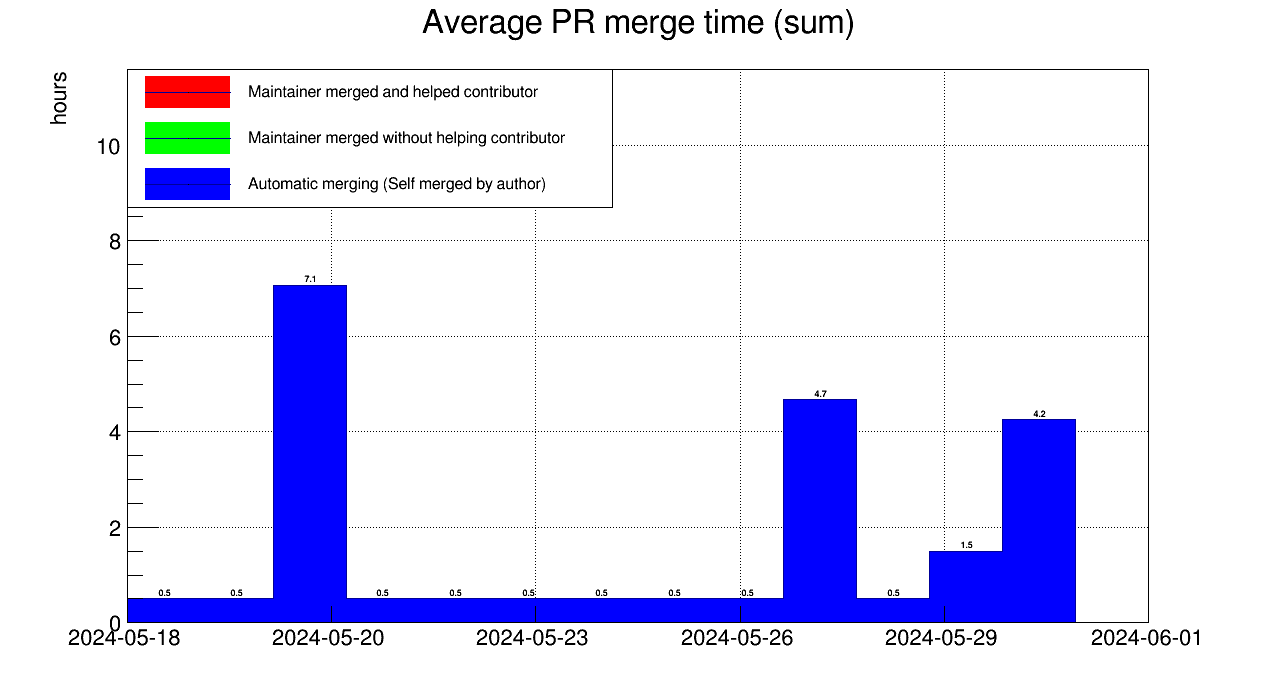 Average PR merge time (sum)
hours
Maintainer merged and helped contributor
Maintainer merged without helping contributor
Automatic merging (Self merged by author)
10
8
6
4
2
0
7.1
4.7
4.2
1.5
0.5 0.5 0.5 0.5 0.5 0.5 0.5 0.5 0.5
2024-05-18 2024-05-20 2024-05-23 2024-05-26 2024-05-29 2024-06-01